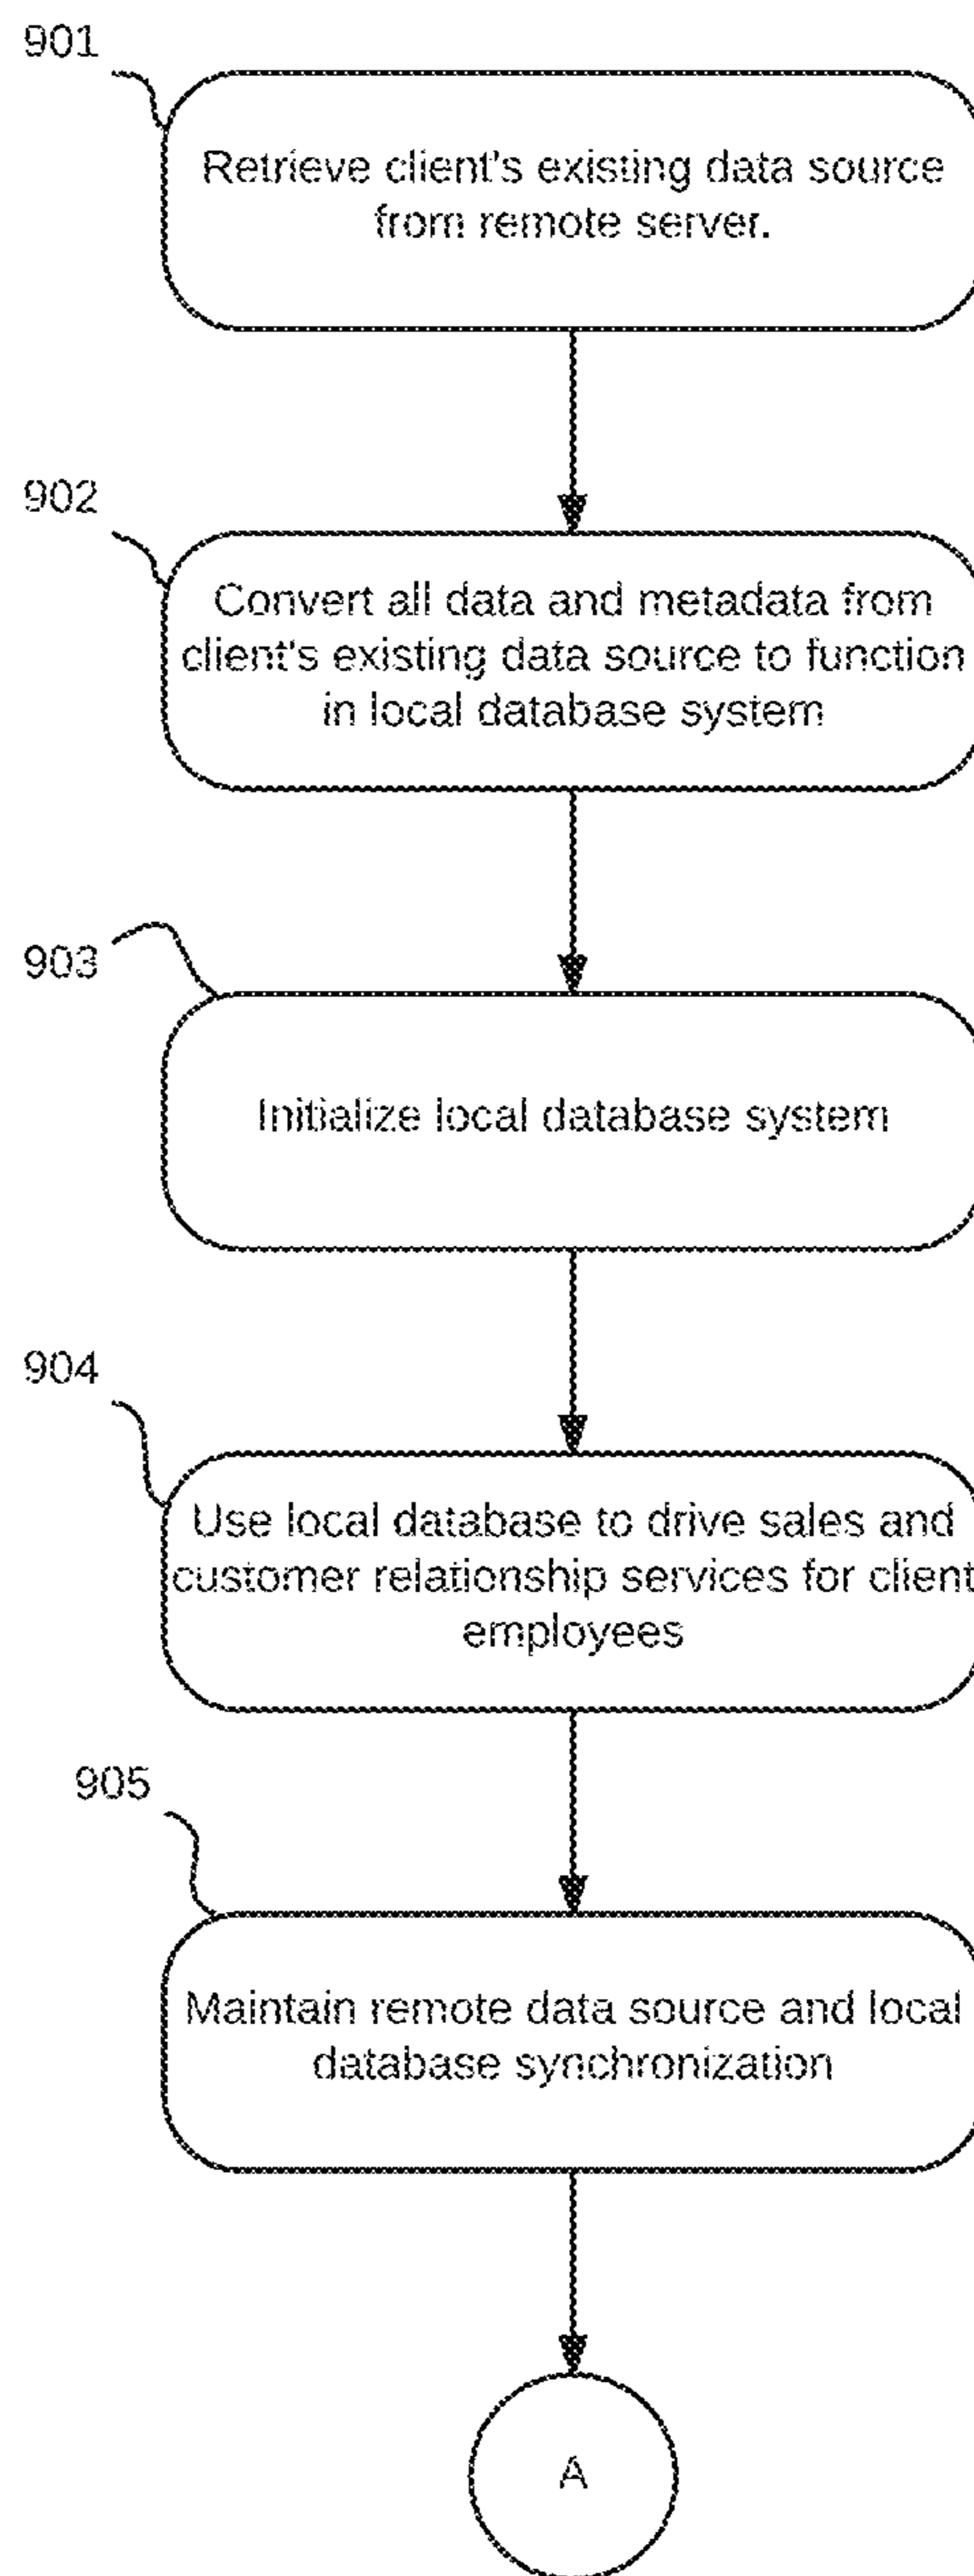 901
Retrieve client's existing data source
from remote server.
902
Convert all data and metadata from
client's existing data source to function
in local database system
903
Initialize local database system
904
Use local database to drive sales and
customer relationship services for client
employees
905
Maintain remote data source and local
database synchronization
A